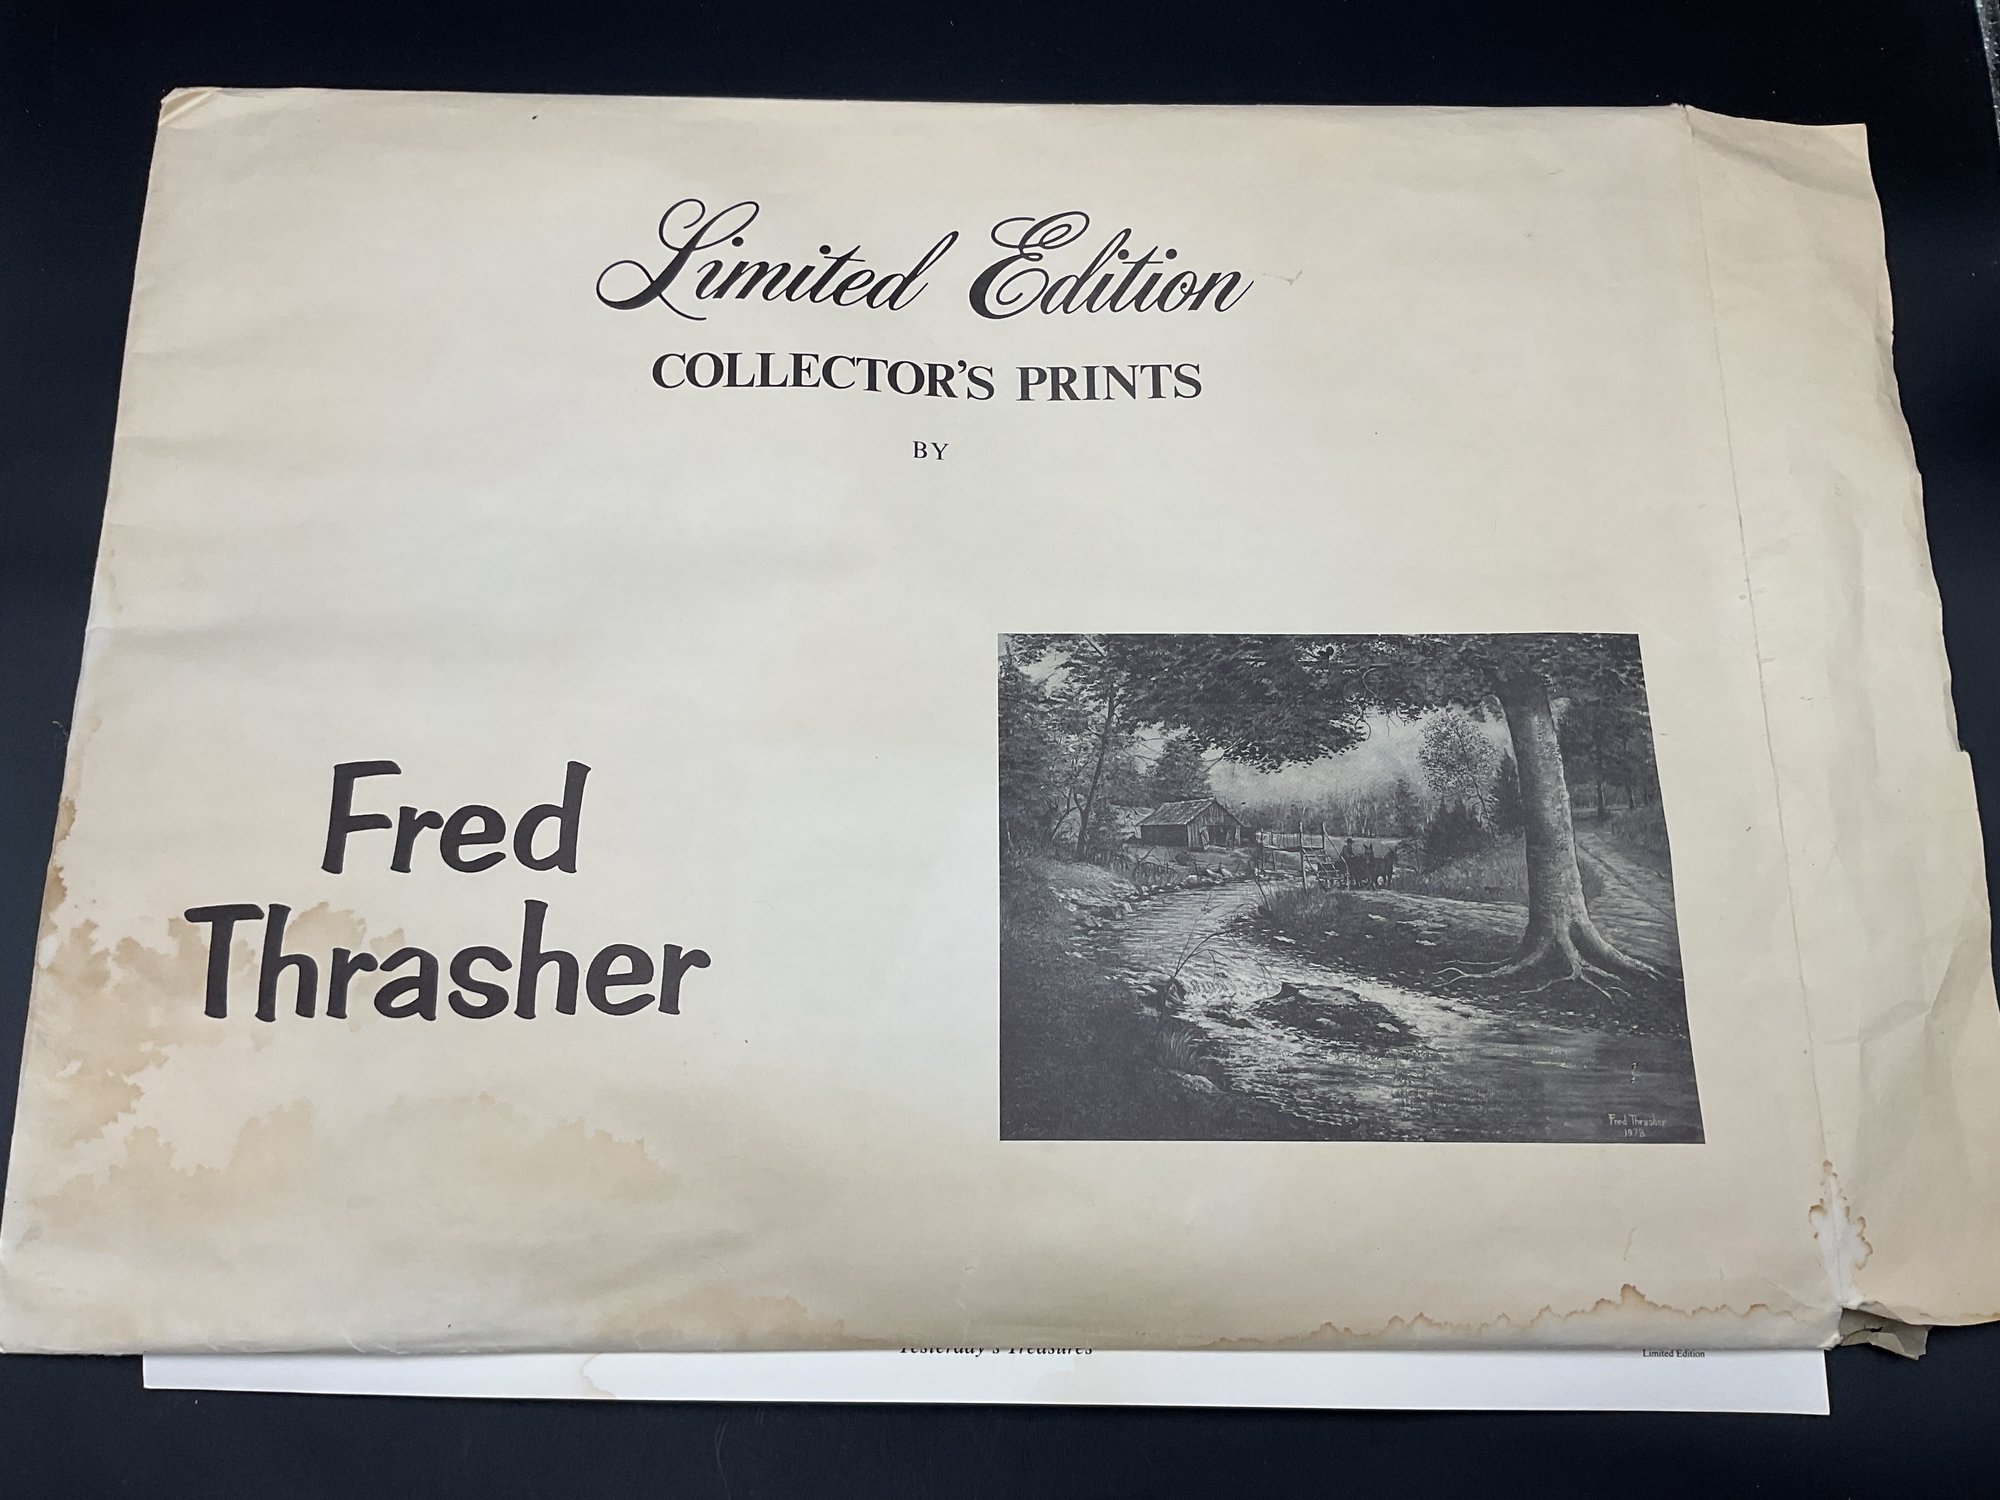 Limited Edition
COLLECTOR'S PRINTS
BY
Fred
Thrasher
Fred Thrasher
1978
Yesterday's Treasures
Limited Edition